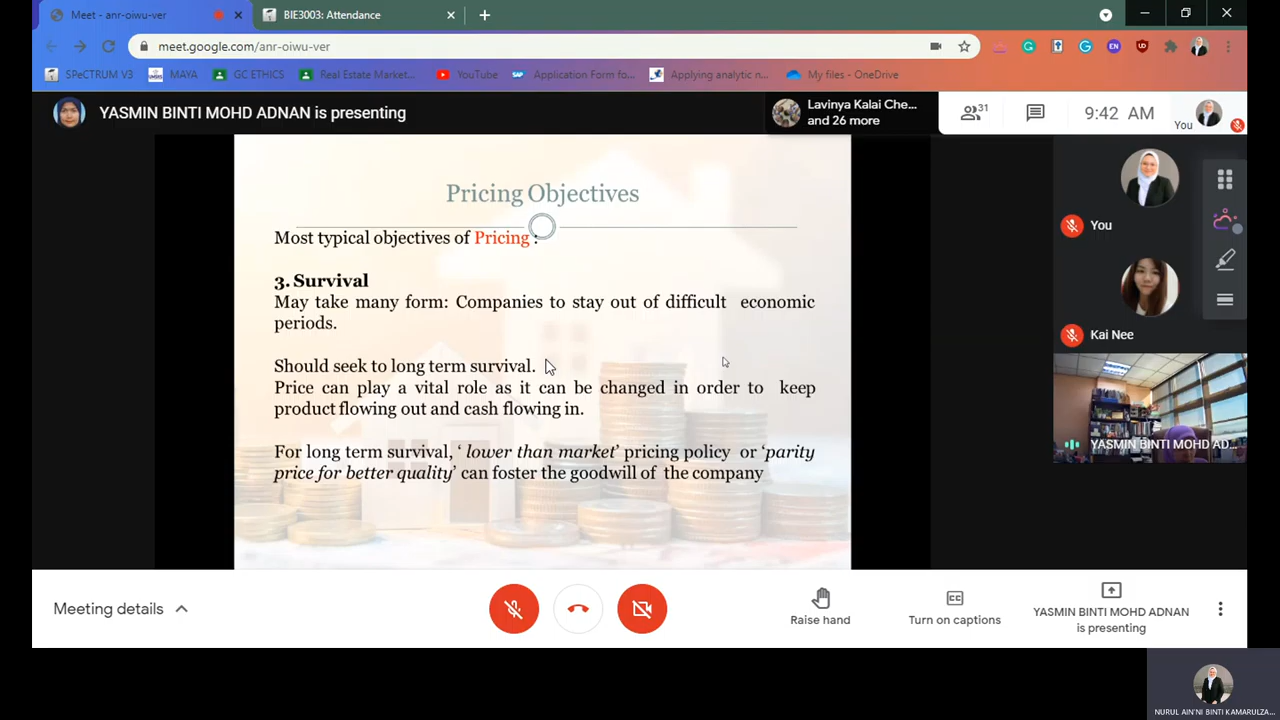 Meet - anr-oiwu-ver
BIE3003: Attendance
meet.google.com/anr-oiwu-ver
SPeCTRUM V3 MAYA GC ETHICS Real Estate Market... YouTube Application Form fo... Applying analytic n... My files - OneDrive
YASMIN BINTI MOHD ADNAN is presenting
Lavinya Kalai Che...
and 26 more
31
9:42 AM
You
Pricing Objectives
Most typical objectives of Pricing :
3. Survival
May take many form: Companies to stay out of difficult economic
periods.
Should seek to long term survival.
Price can play a vital role as it can be changed in order to keep
product flowing out and cash flowing in.
For long term survival, ‘ lower than market’ pricing policy or ‘parity
price for better quality’ can foster the goodwill of the company
You
Kai Nee
YASMIN BINTI MOHD AD...
Meeting details
Raise hand
Turn on captions
YASMIN BINTI MOHD ADNAN
is presenting
NURUL AIN'NI BINTI KAMARULZA...